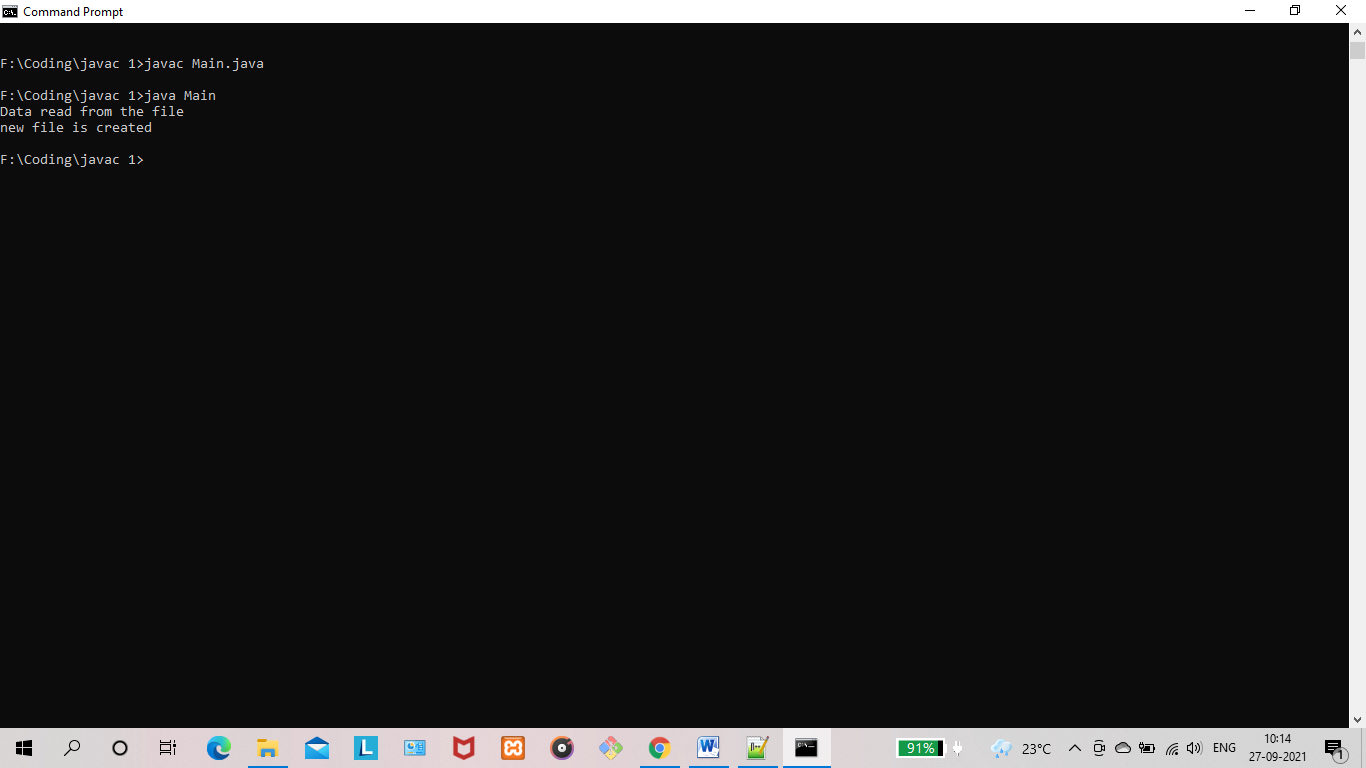 Command Prompt
F:\Coding\javac 1>javac Main.java
F:\Coding\javac 1>java Main
Data read from the file
new file is created
F:\Coding\javac 1>
91%
23°C
ENG
10:14
27-09-2021
1